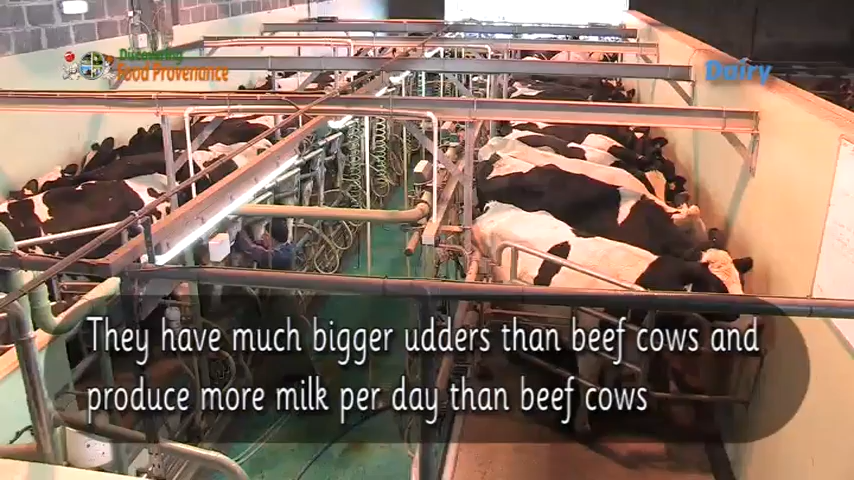 Discovering
Food Provenance
Dairy
They have much bigger udders than beef cows and
produce more milk per day than beef cows